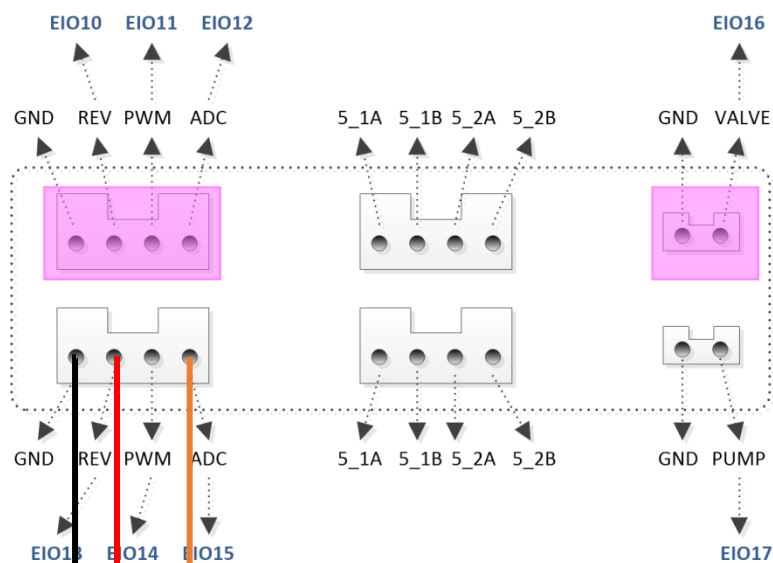 EIO10 EIO11 EIO12 EIO16
GND REV PWM ADC 5_1A 5_1B 5_2A 5_2B GND VALVE
GND REV PWM ADC 5_1A 5_1B 5_2A 5_2B GND PUMP
EIO13 EIO14 EIO15 EIO17